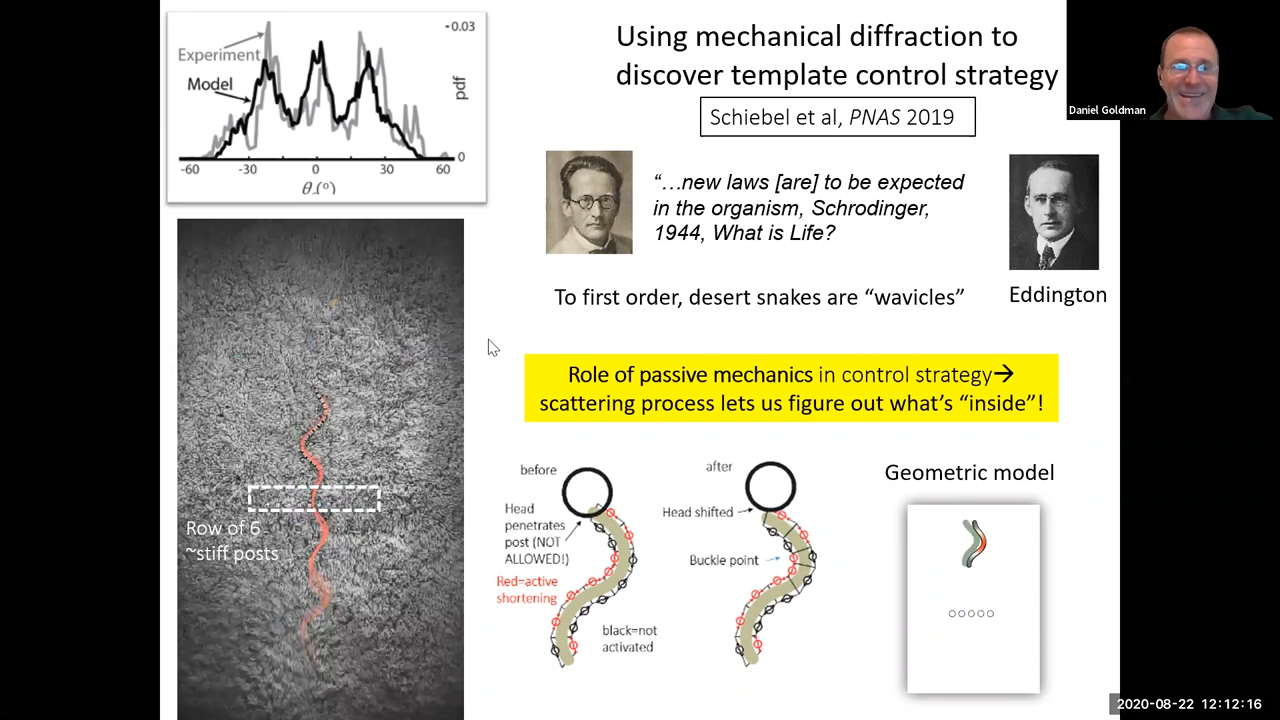 Using mechanical diffraction to
discover template control strategy
Schiebel et al, PNAS 2019
Daniel Goldman
Experiment
Model
-0.03
pdf
0
-60
-30
0
30
60
“…new laws [are] to be expected
in the organism, Schrodinger,
1944, What is Life?
Eddington
To first order, desert snakes are “wavicles”
Role of passive mechanics in control strategy→
scattering process lets us figure out what’s “inside”!
Row of 6
~stiff posts
before
Head
penetrates
post (NOT
ALLOWED!)
Red=active
shortening
black=not
activated
after
Head shifted
Buckle point
Geometric model
2020-08-22 12:12:16